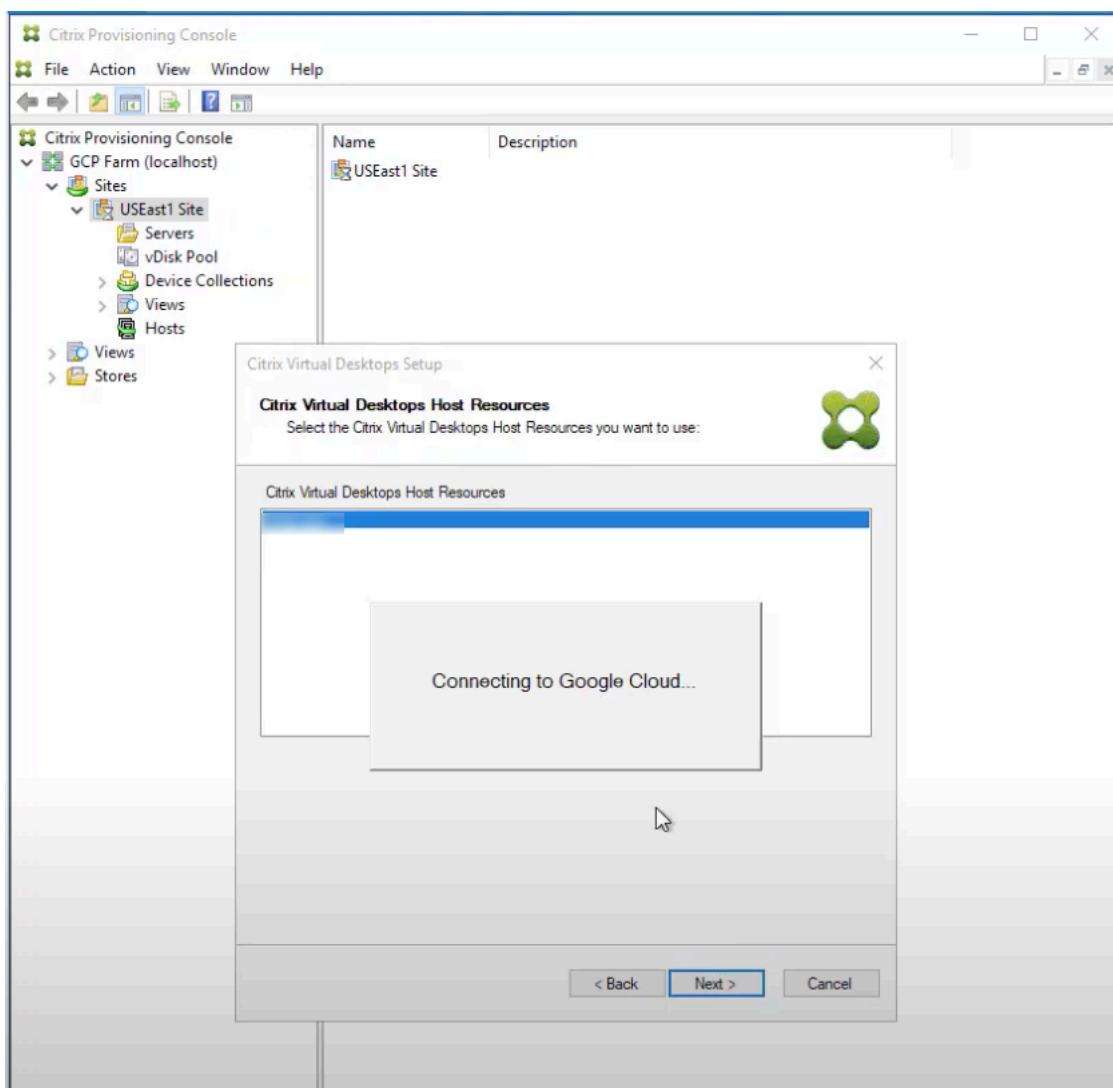 Citrix Provisioning Console
File Action View Window Help
Citrix Provisioning Console
GCP Farm (localhost)
Sites
USEast1 Site
Servers
vDisk Pool
Device Collections
Views
Hosts
Views
Stores
Name Description
USEast1 Site
Citrix Virtual Desktops Setup
Citrix Virtual Desktops Host Resources
Select the Citrix Virtual Desktops Host Resources you want to use:
Citrix Virtual Desktops Host Resources
Connecting to Google Cloud...
< Back Next > Cancel